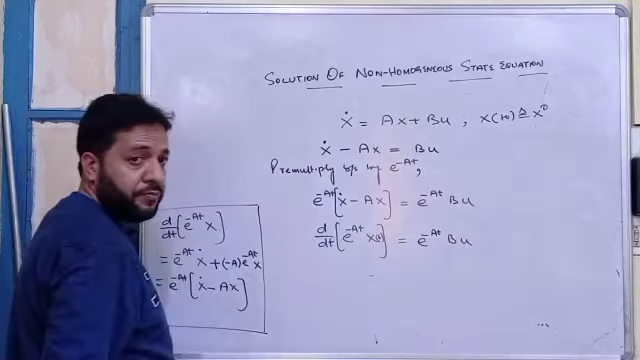 SOLUTION OF NON-HOMOGENEOUS STATE EQUATION
ẋ = Ax + Bu ; x(t0) ≜ x⁰
ẋ - Ax = Bu
Premultiply b/s by e^-At,
e^-At [ẋ - Ax] = e^-At Bu
d/dt [e^-At x(t)] = e^-At Bu
d/dt [e^-At x]
= e^-At ẋ + (-A) e^-At x
= e^-At [ẋ - Ax]